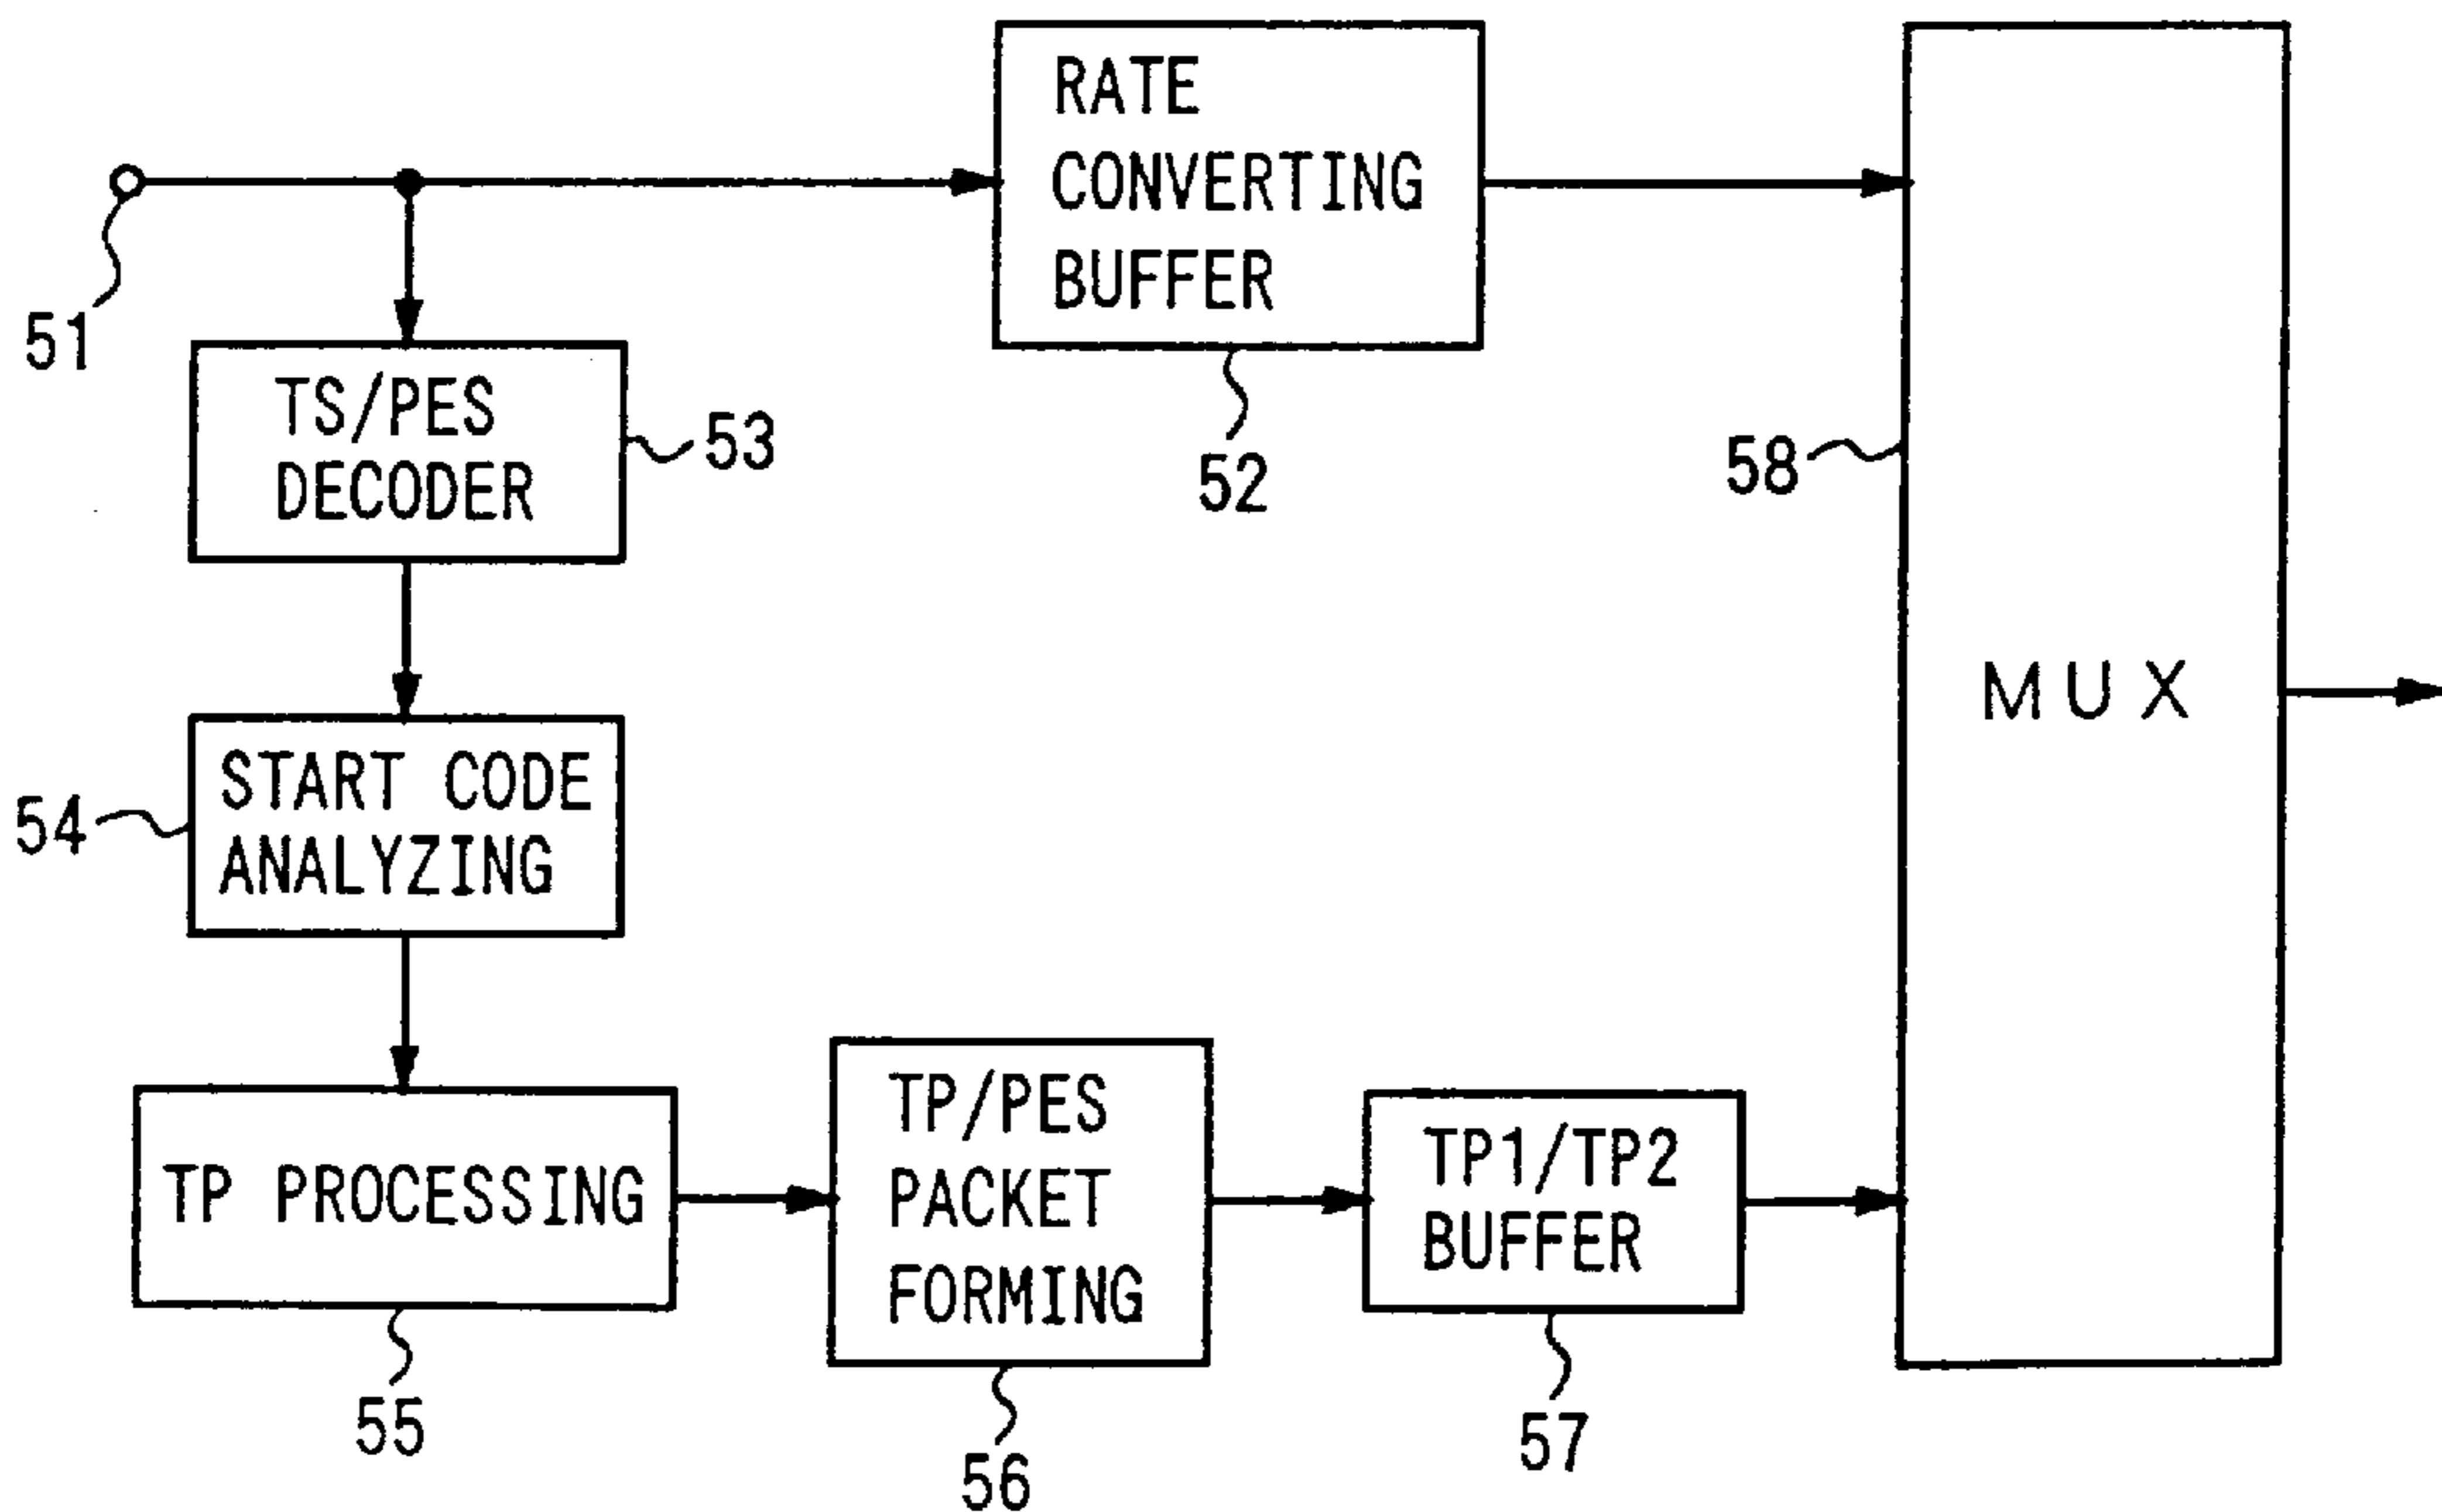 RATE
CONVERTING
BUFFER
51
TS/PES
DECODER
53
52
58
MUX
START CODE
ANALYZING
54
TP PROCESSING
TP/PES
PACKET
FORMING
TP1/TP2
BUFFER
55
56
57